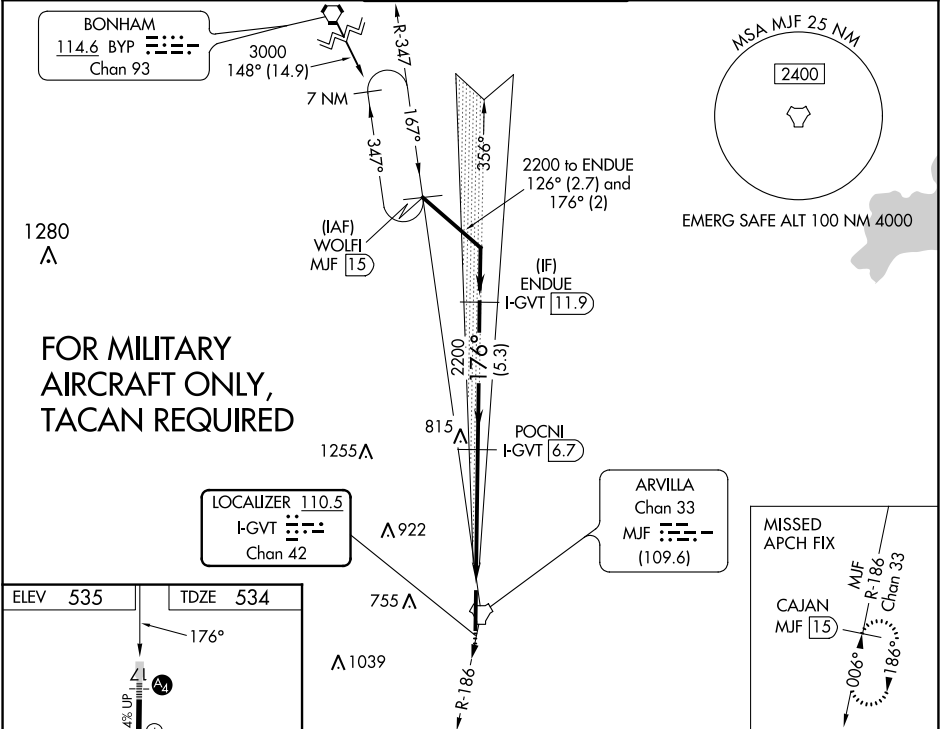 BONHAM
114.6 BYP
Chan 93
3000
148° (14.9)
7 NM
R-347
167°
347°
356°
2200 to ENDUE
126° (2.7) and
176° (2)
MSA MJF 25 NM
2400
EMERG SAFE ALT 100 NM 4000
1280
(IAF)
WOLFI
MJF 15
(IF)
ENDUE
I-GVT 11.9
2200
176°
(5.3)
FOR MILITARY
AIRCRAFT ONLY,
TACAN REQUIRED
815
1255
POCNI
I-GVT 6.7
LOCALIZER 110.5
I-GVT
Chan 42
922
ARVILLA
Chan 33
MJF
(109.6)
755
1039
R-186
MISSED
APCH FIX
MJF
R-186
Chan 33
CAJAN
MJF 15
006°
186°
ELEV 535
TDZE 534
176°
17
A4
4% UP